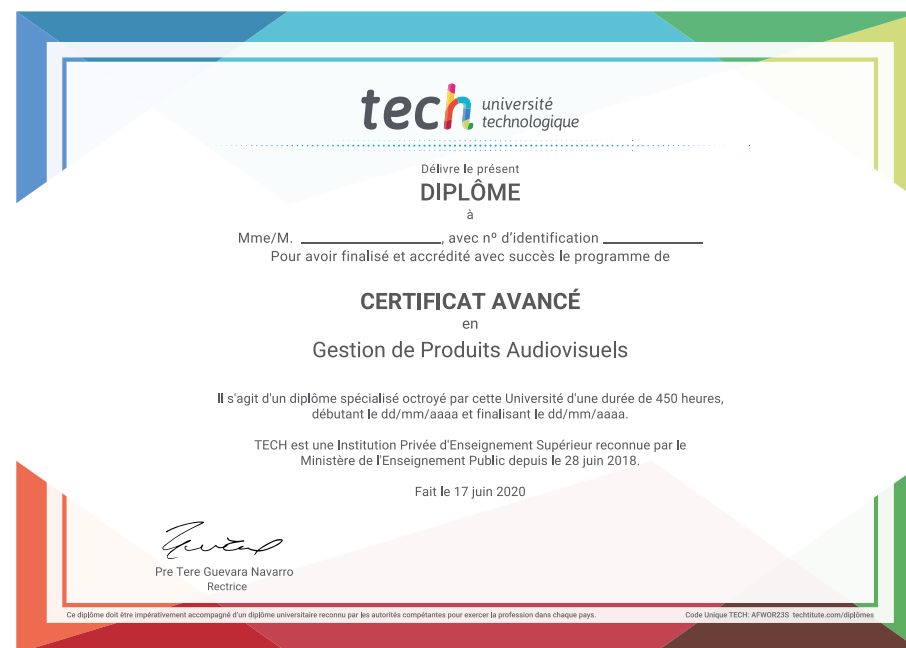 tech université
technologique
Délivre le présent
DIPLÔME
à
Mme/M. ____________________, avec nº d'identification ______________
Pour avoir finalisé et accrédité avec succès le programme de
CERTIFICAT AVANCÉ
en
Gestion de Produits Audiovisuels
Il s'agit d'un diplôme spécialisé octroyé par cette Université d'une durée de 450 heures,
débutant le dd/mm/aaaa et finalisant le dd/mm/aaaa.
TECH est une Institution Privée d'Enseignement Supérieur reconnue par le
Ministère de l'Enseignement Public depuis le 28 juin 2018.
Fait le 17 juin 2020
Pre Tere Guevara Navarro
Rectrice
Ce diplôme doit être impérativement accompagné d'un diplôme universitaire reconnu par les autorités compétentes pour exercer la profession dans chaque pays.
Code Unique TECH: AFWOR23S techtitute.com/diplômes